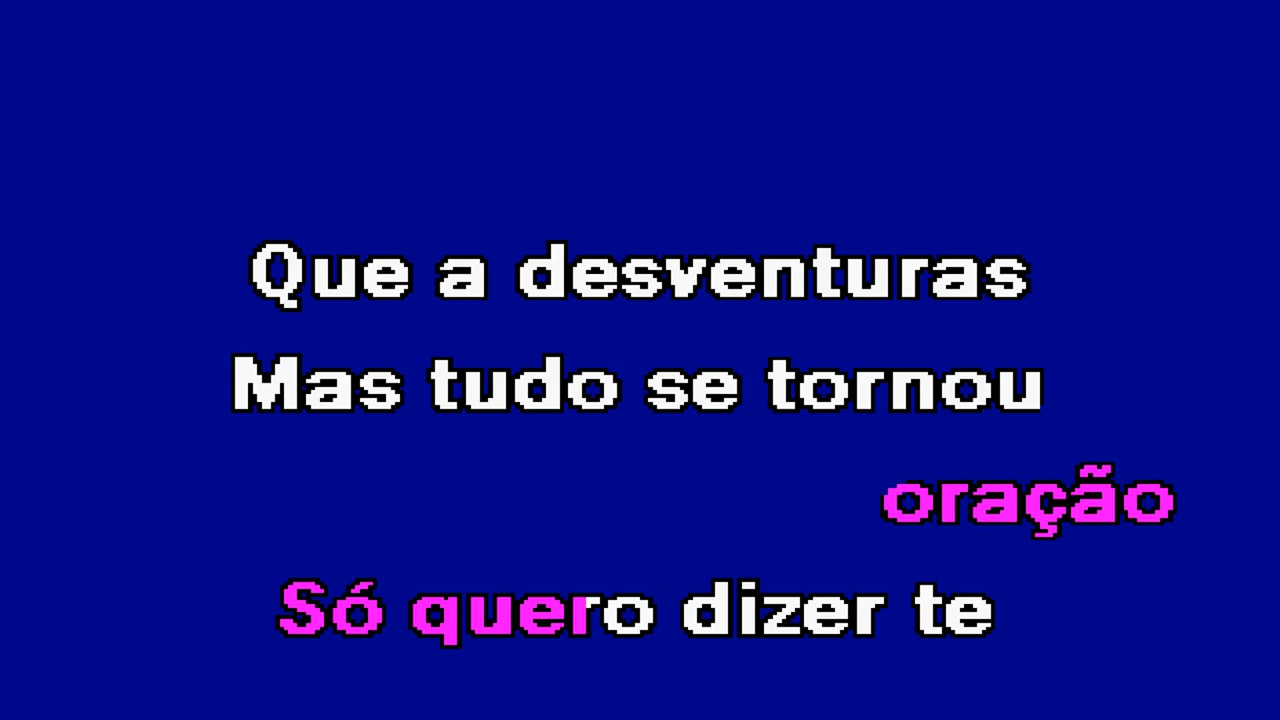 Que a desventuras
Mas tudo se tornou
oração
Só quero dizer te